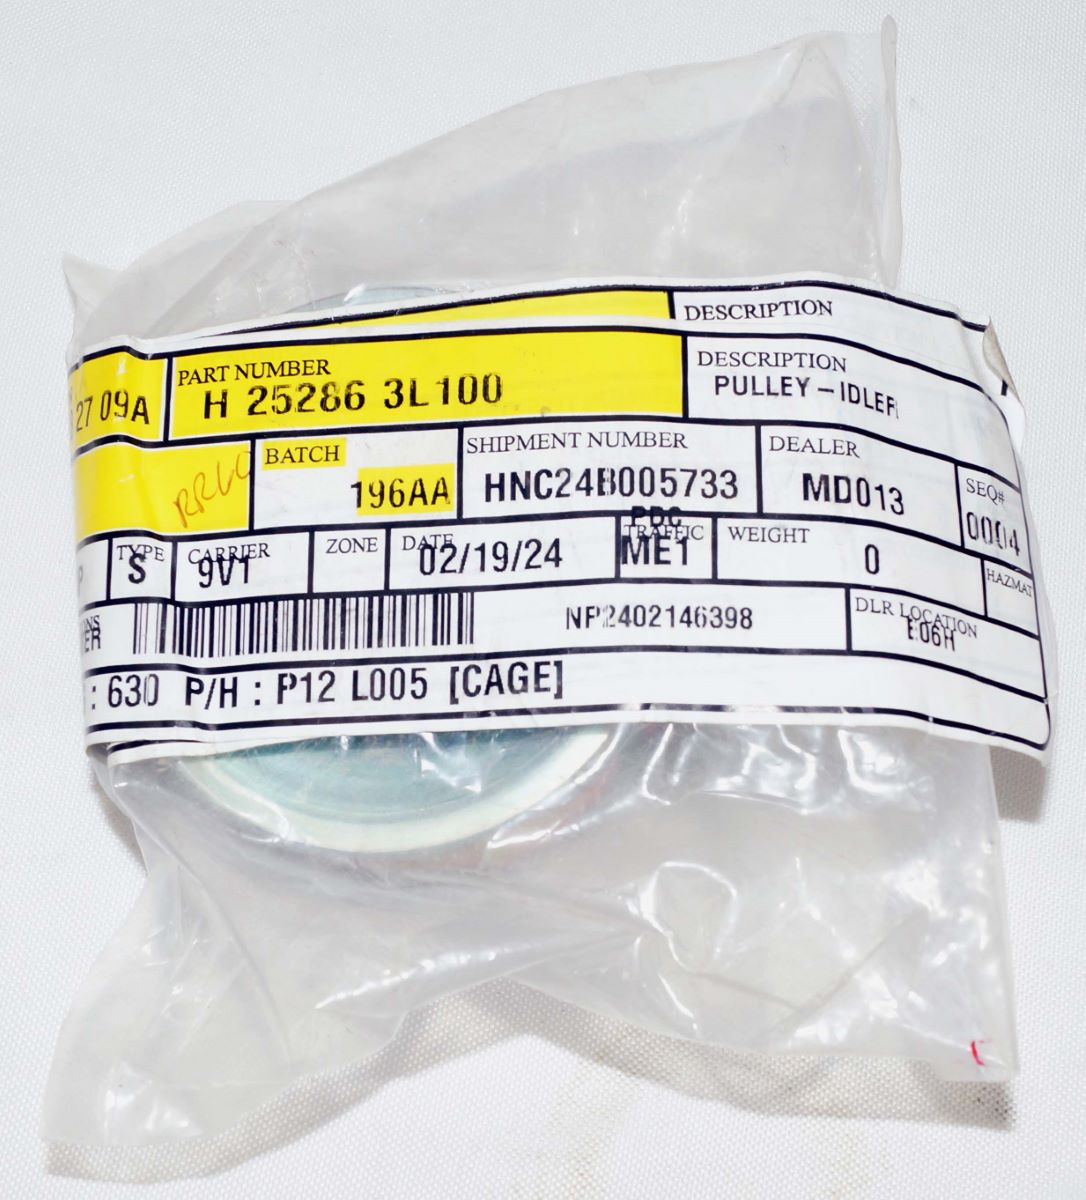 DESCRIPTION
27 09A
PART NUMBER
H 25286 3L100
DESCRIPTION
PULLEY-IDLER
BATCH
196AA
SHIPMENT NUMBER
HNC24B005733
DEALER
MD013
SEQ#
0004
TYPE
S
CARRIER
9V1
ZONE
DATE
02/19/24
PDC
TRAFFIC
ME1
WEIGHT
0
HAZMAT
NP2402146398
DLR LOCATION
E06H
: 630 P/H : P12 L005 [CAGE]